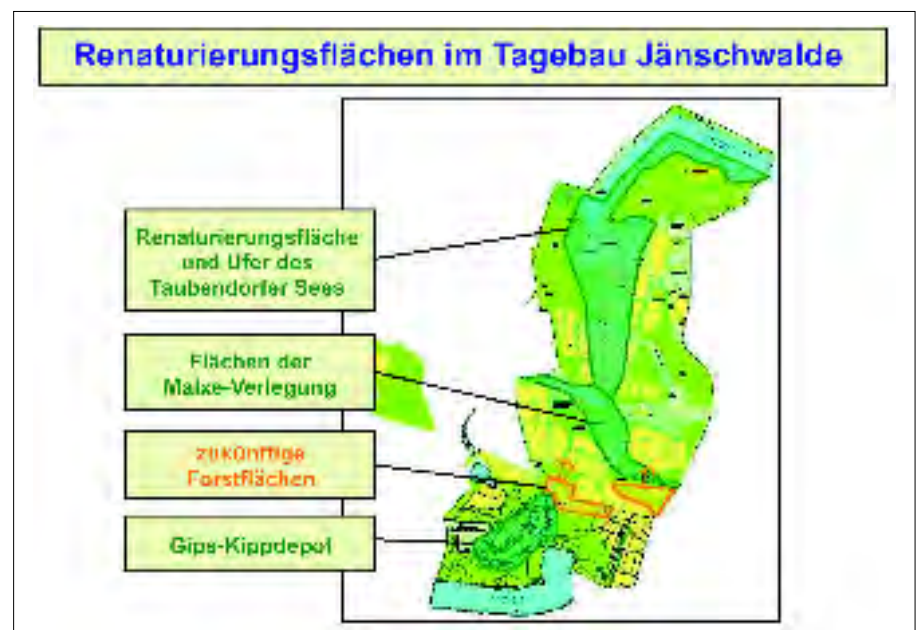 Renaturierungsflächen im Tagebau Jänschwalde
Renaturierungsfläche
und Ufer des
Taubendorfer Sees
Flächen der
Malxe-Verlegung
zukünftige
Forstflächen
Gips-Kippdepot